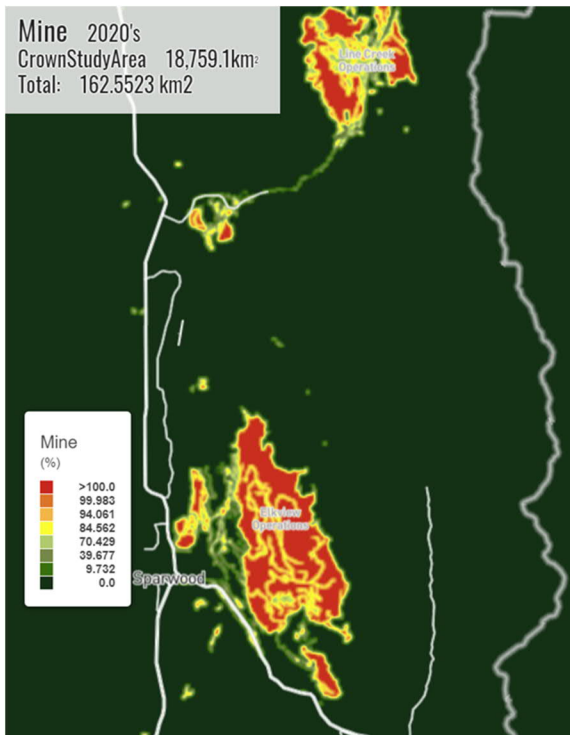 Mine 2020's
CrownStudyArea 18,759.1km²
Total: 162.5523 km2
Line Creek
Operations
Mine
(%)
>100.0
99.983
94.061
84.562
70.429
39.677
9.732
0.0
Elkview
Operations
Sparwood